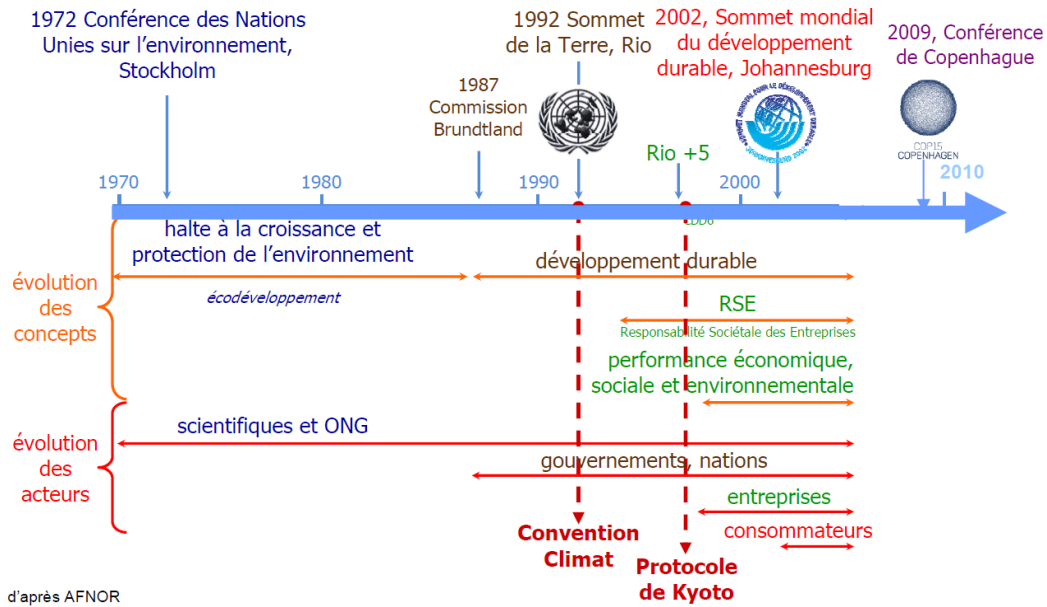 1972 Conférence des Nations
Unies sur l'environnement,
Stockholm
1987
Commission
Brundtland
1992 Sommet
de la Terre, Rio
Rio +5
2002, Sommet mondial
du développement
durable, Johannesburg
2009, Conférence
de Copenhague
COP15
COPENHAGEN
1970
1980
1990
2000
2010
halte à la croissance et
protection de l'environnement
écodéveloppement
développement durable
RSE
Responsabilité Sociétale des Entreprises
performance économique,
sociale et environnementale
évolution
des
concepts
scientifiques et ONG
gouvernements, nations
entreprises
consommateurs
évolution
des
acteurs
Convention
Climat
Protocole
de Kyoto
d'après AFNOR